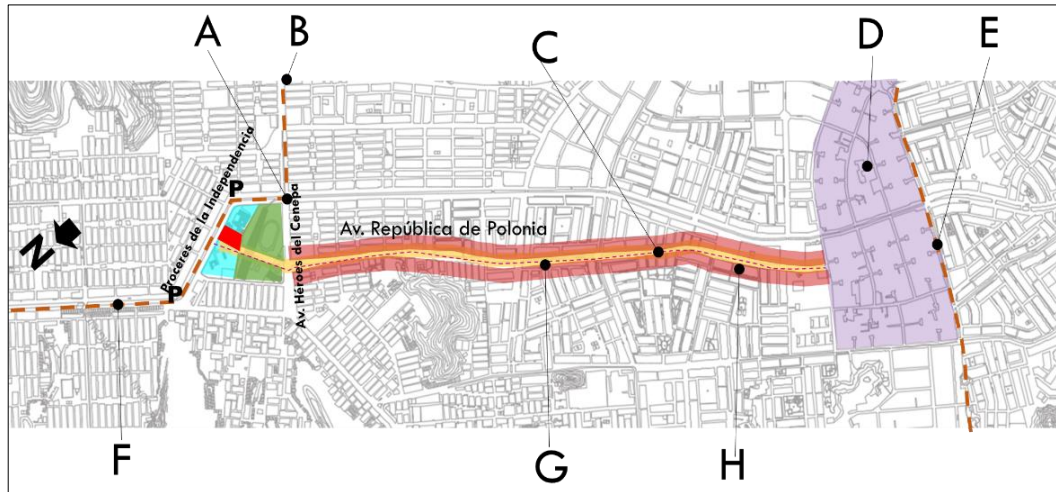 A
B
C
D
E
Proceres de la Independencia
P
P
Av. Héroes del Cenepa
Av. República de Polonia
N
F
G
H